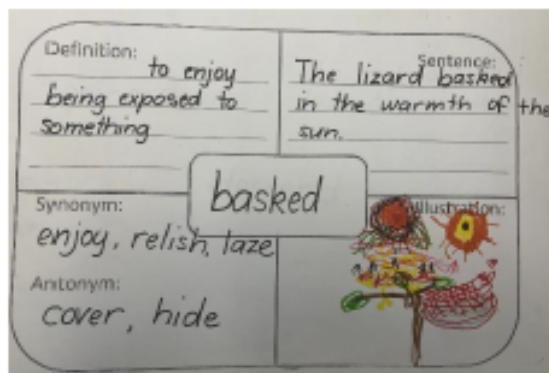 Definition:
to enjoy
being exposed to
something
Sentence:
The lizard basked
in the warmth of the
sun.
basked
Synonym:
enjoy, relish, laze
Antonym:
cover, hide
Illustration: